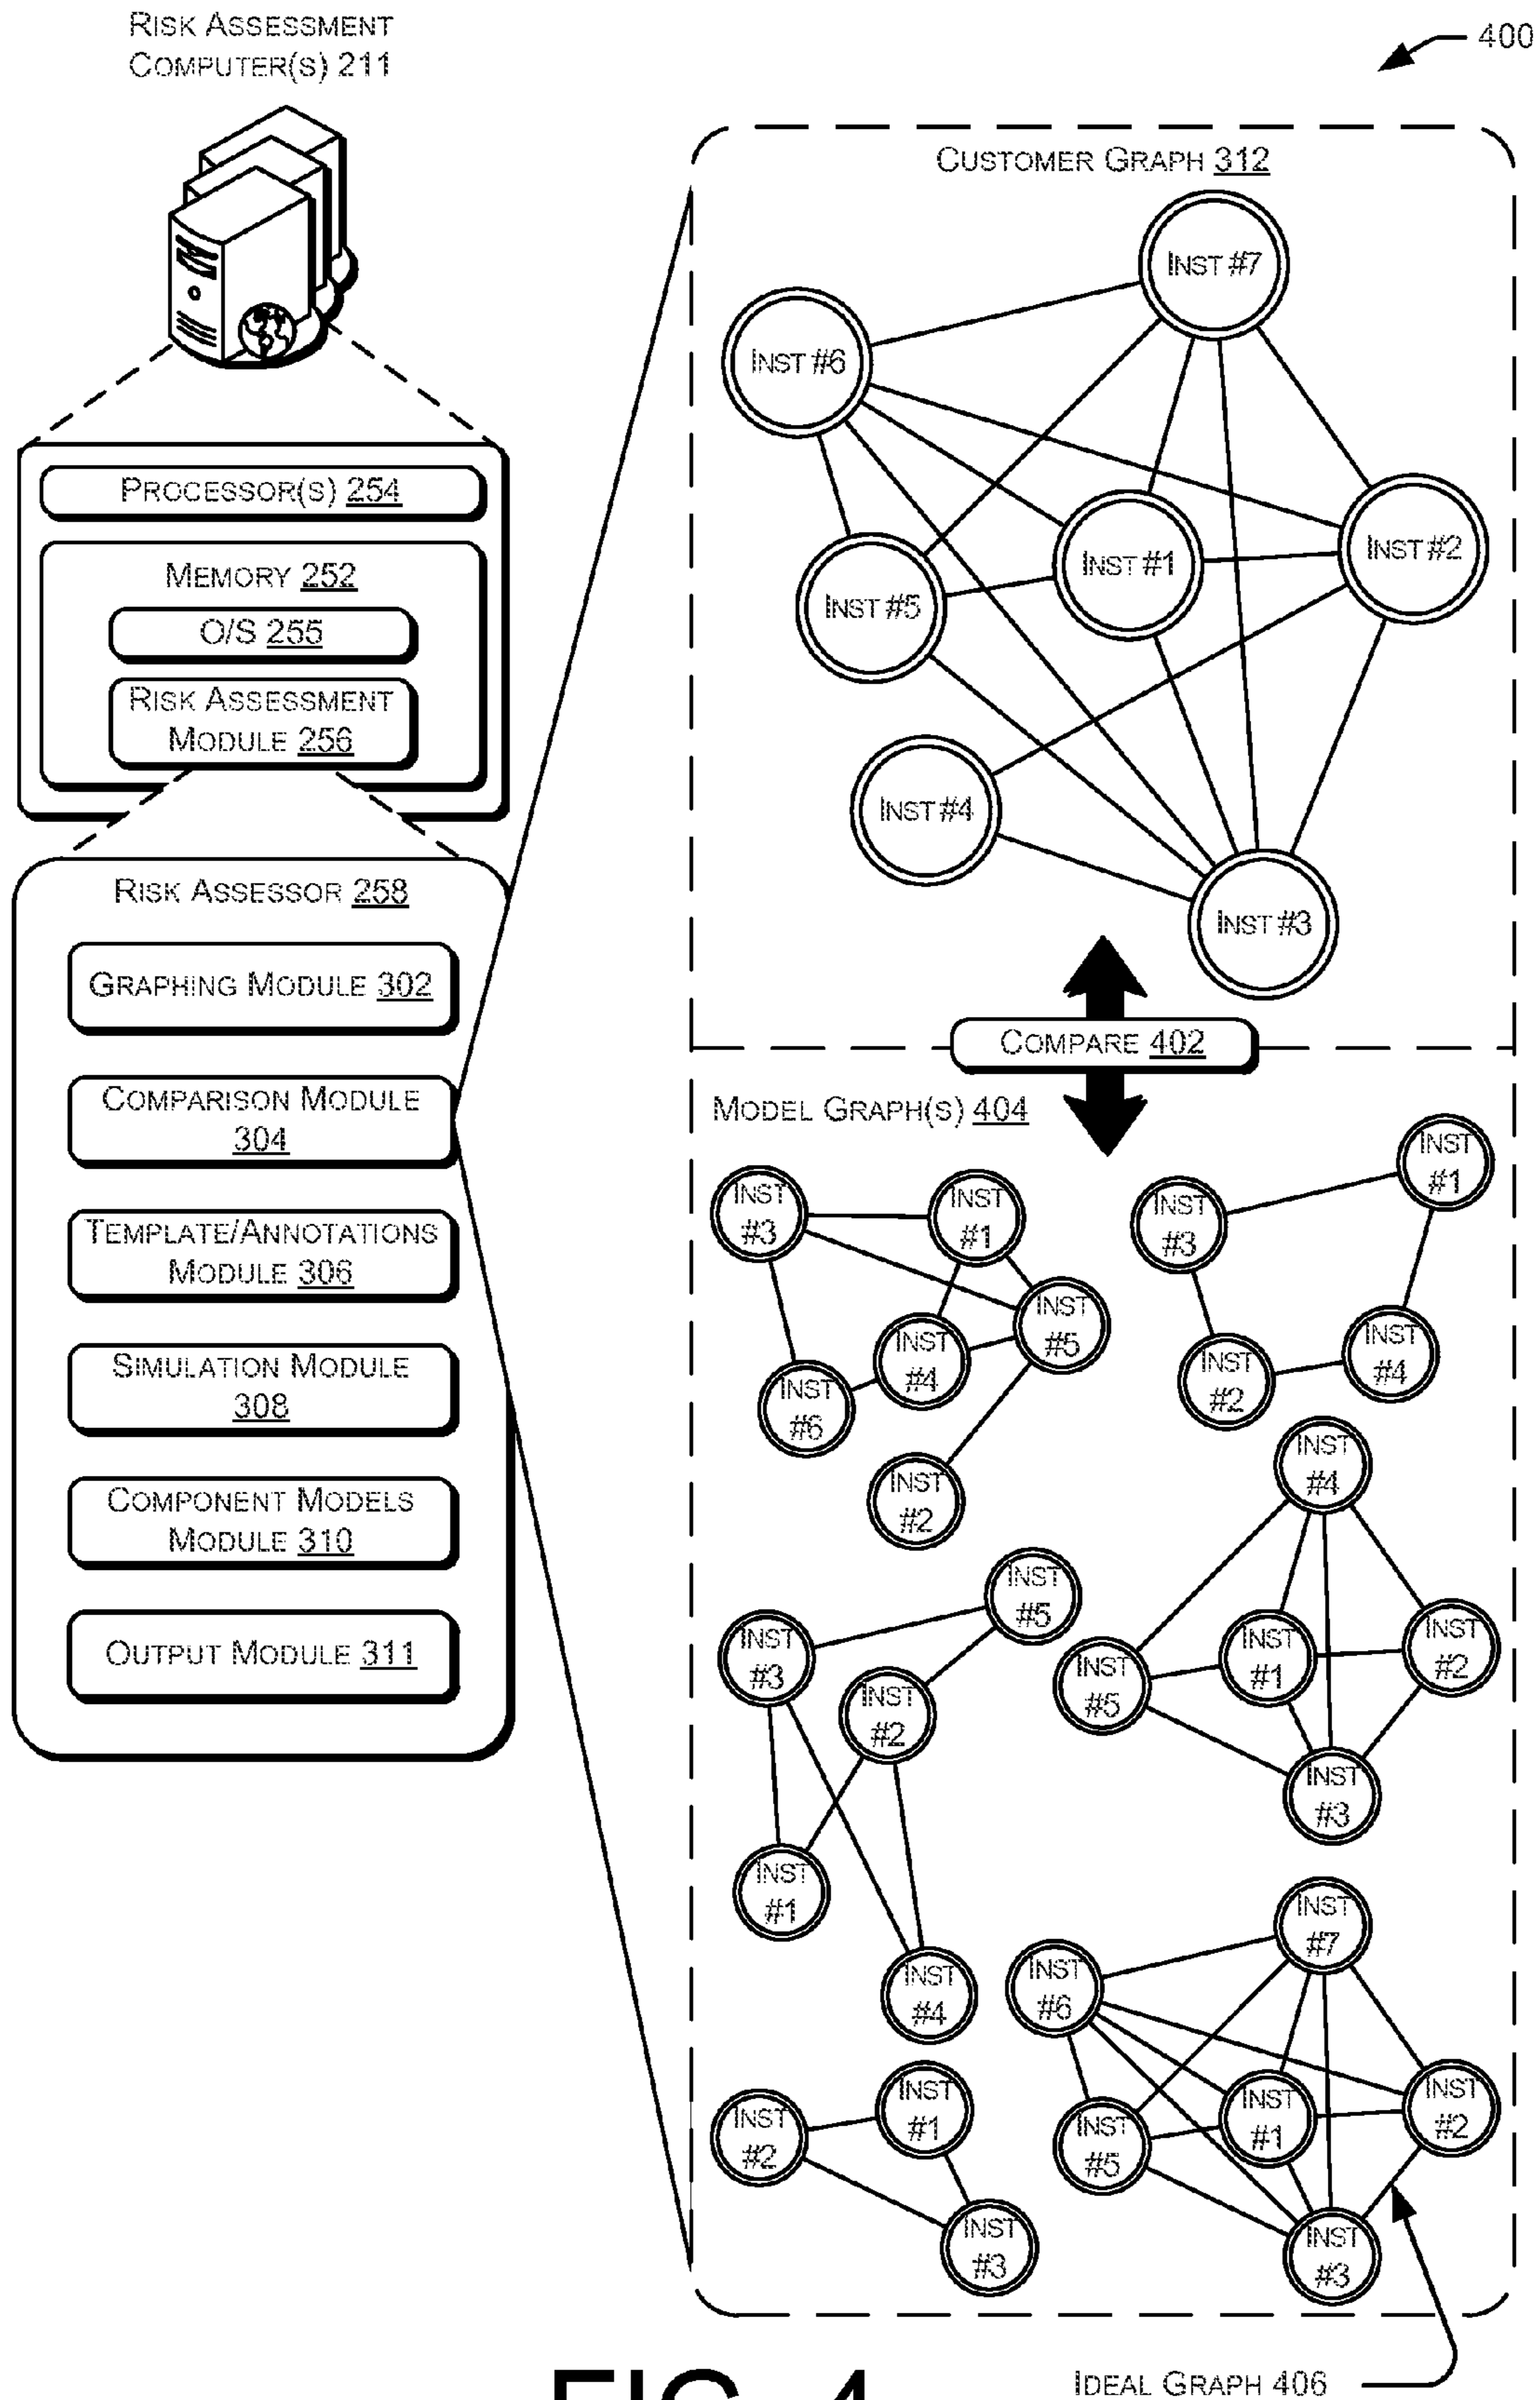 RISK ASSESSMENT
COMPUTER(S) 211
PROCESSOR(S) 254
MEMORY 252
O/S 255
RISK ASSESSMENT
MODULE 256
RISK ASSESSOR 258
GRAPHING MODULE 302
COMPARISON MODULE
304
TEMPLATE/ANNOTATIONS
MODULE 306
SIMULATION MODULE
308
COMPONENT MODELS
MODULE 310
OUTPUT MODULE 311
400
CUSTOMER GRAPH 312
INST #7
INST #6
INST #2
INST #1
INST #5
INST #4
INST #3
COMPARE 402
MODEL GRAPH(S) 404
INST
#3
INST
#1
INST
#5
INST
#4
INST
#6
INST
#2
INST
#1
INST
#3
INST
#4
INST
#2
INST
#5
INST
#3
INST
#2
INST
#1
INST
#4
INST
#4
INST
#1
INST
#2
INST
#5
INST
#3
INST
#1
INST
#2
INST
#3
INST
#7
INST
#6
INST
#2
INST
#1
INST
#5
INST
#3
IDEAL GRAPH 406
FIG. 4